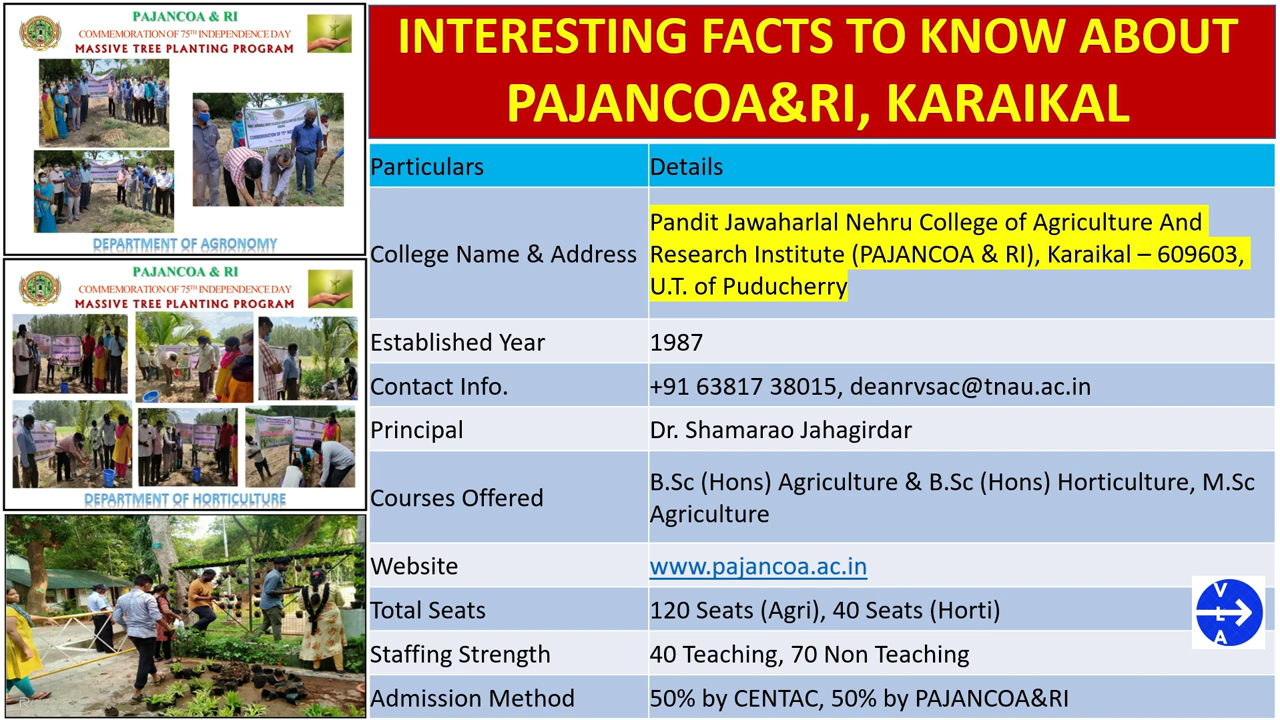 PAJANCOA & RI
COMMEMORATION OF 75TH INDEPENDENCE DAY
MASSIVE TREE PLANTING PROGRAM
DEPARTMENT OF AGRONOMY
PAJANCOA & RI
COMMEMORATION OF 75TH INDEPENDENCE DAY
MASSIVE TREE PLANTING PROGRAM
DEPARTMENT OF HORTICULTURE
INTERESTING FACTS TO KNOW ABOUT
PAJANCOA&RI, KARAIKAL
Particulars Details
College Name & Address
Pandit Jawaharlal Nehru College of Agriculture And
Research Institute (PAJANCOA & RI), Karaikal – 609603,
U.T. of Puducherry
Established Year 1987
Contact Info. +91 63817 38015, deanrvsac@tnau.ac.in
Principal Dr. Shamarao Jahagirdar
Courses Offered
B.Sc (Hons) Agriculture & B.Sc (Hons) Horticulture, M.Sc
Agriculture
Website www.pajancoa.ac.in
Total Seats 120 Seats (Agri), 40 Seats (Horti)
Staffing Strength 40 Teaching, 70 Non Teaching
Admission Method 50% by CENTAC, 50% by PAJANCOA&RI
V
L
A